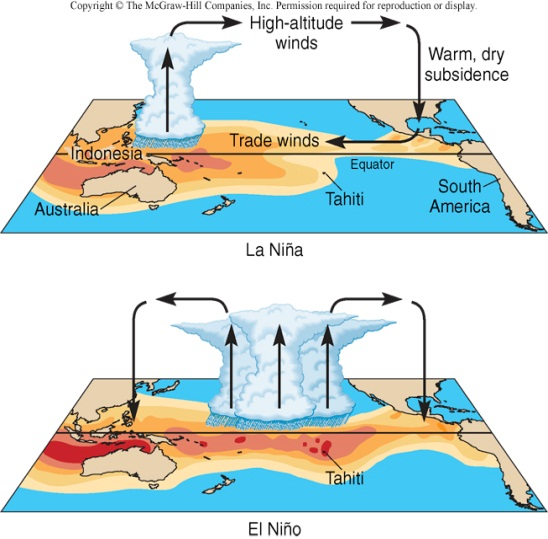 Copyright © The McGraw-Hill Companies, Inc. Permission required for reproduction or display.
High-altitude
winds
Warm, dry
subsidence
Trade winds
Indonesia
Equator
South
America
Tahiti
Australia
La Niña
Tahiti
El Niño